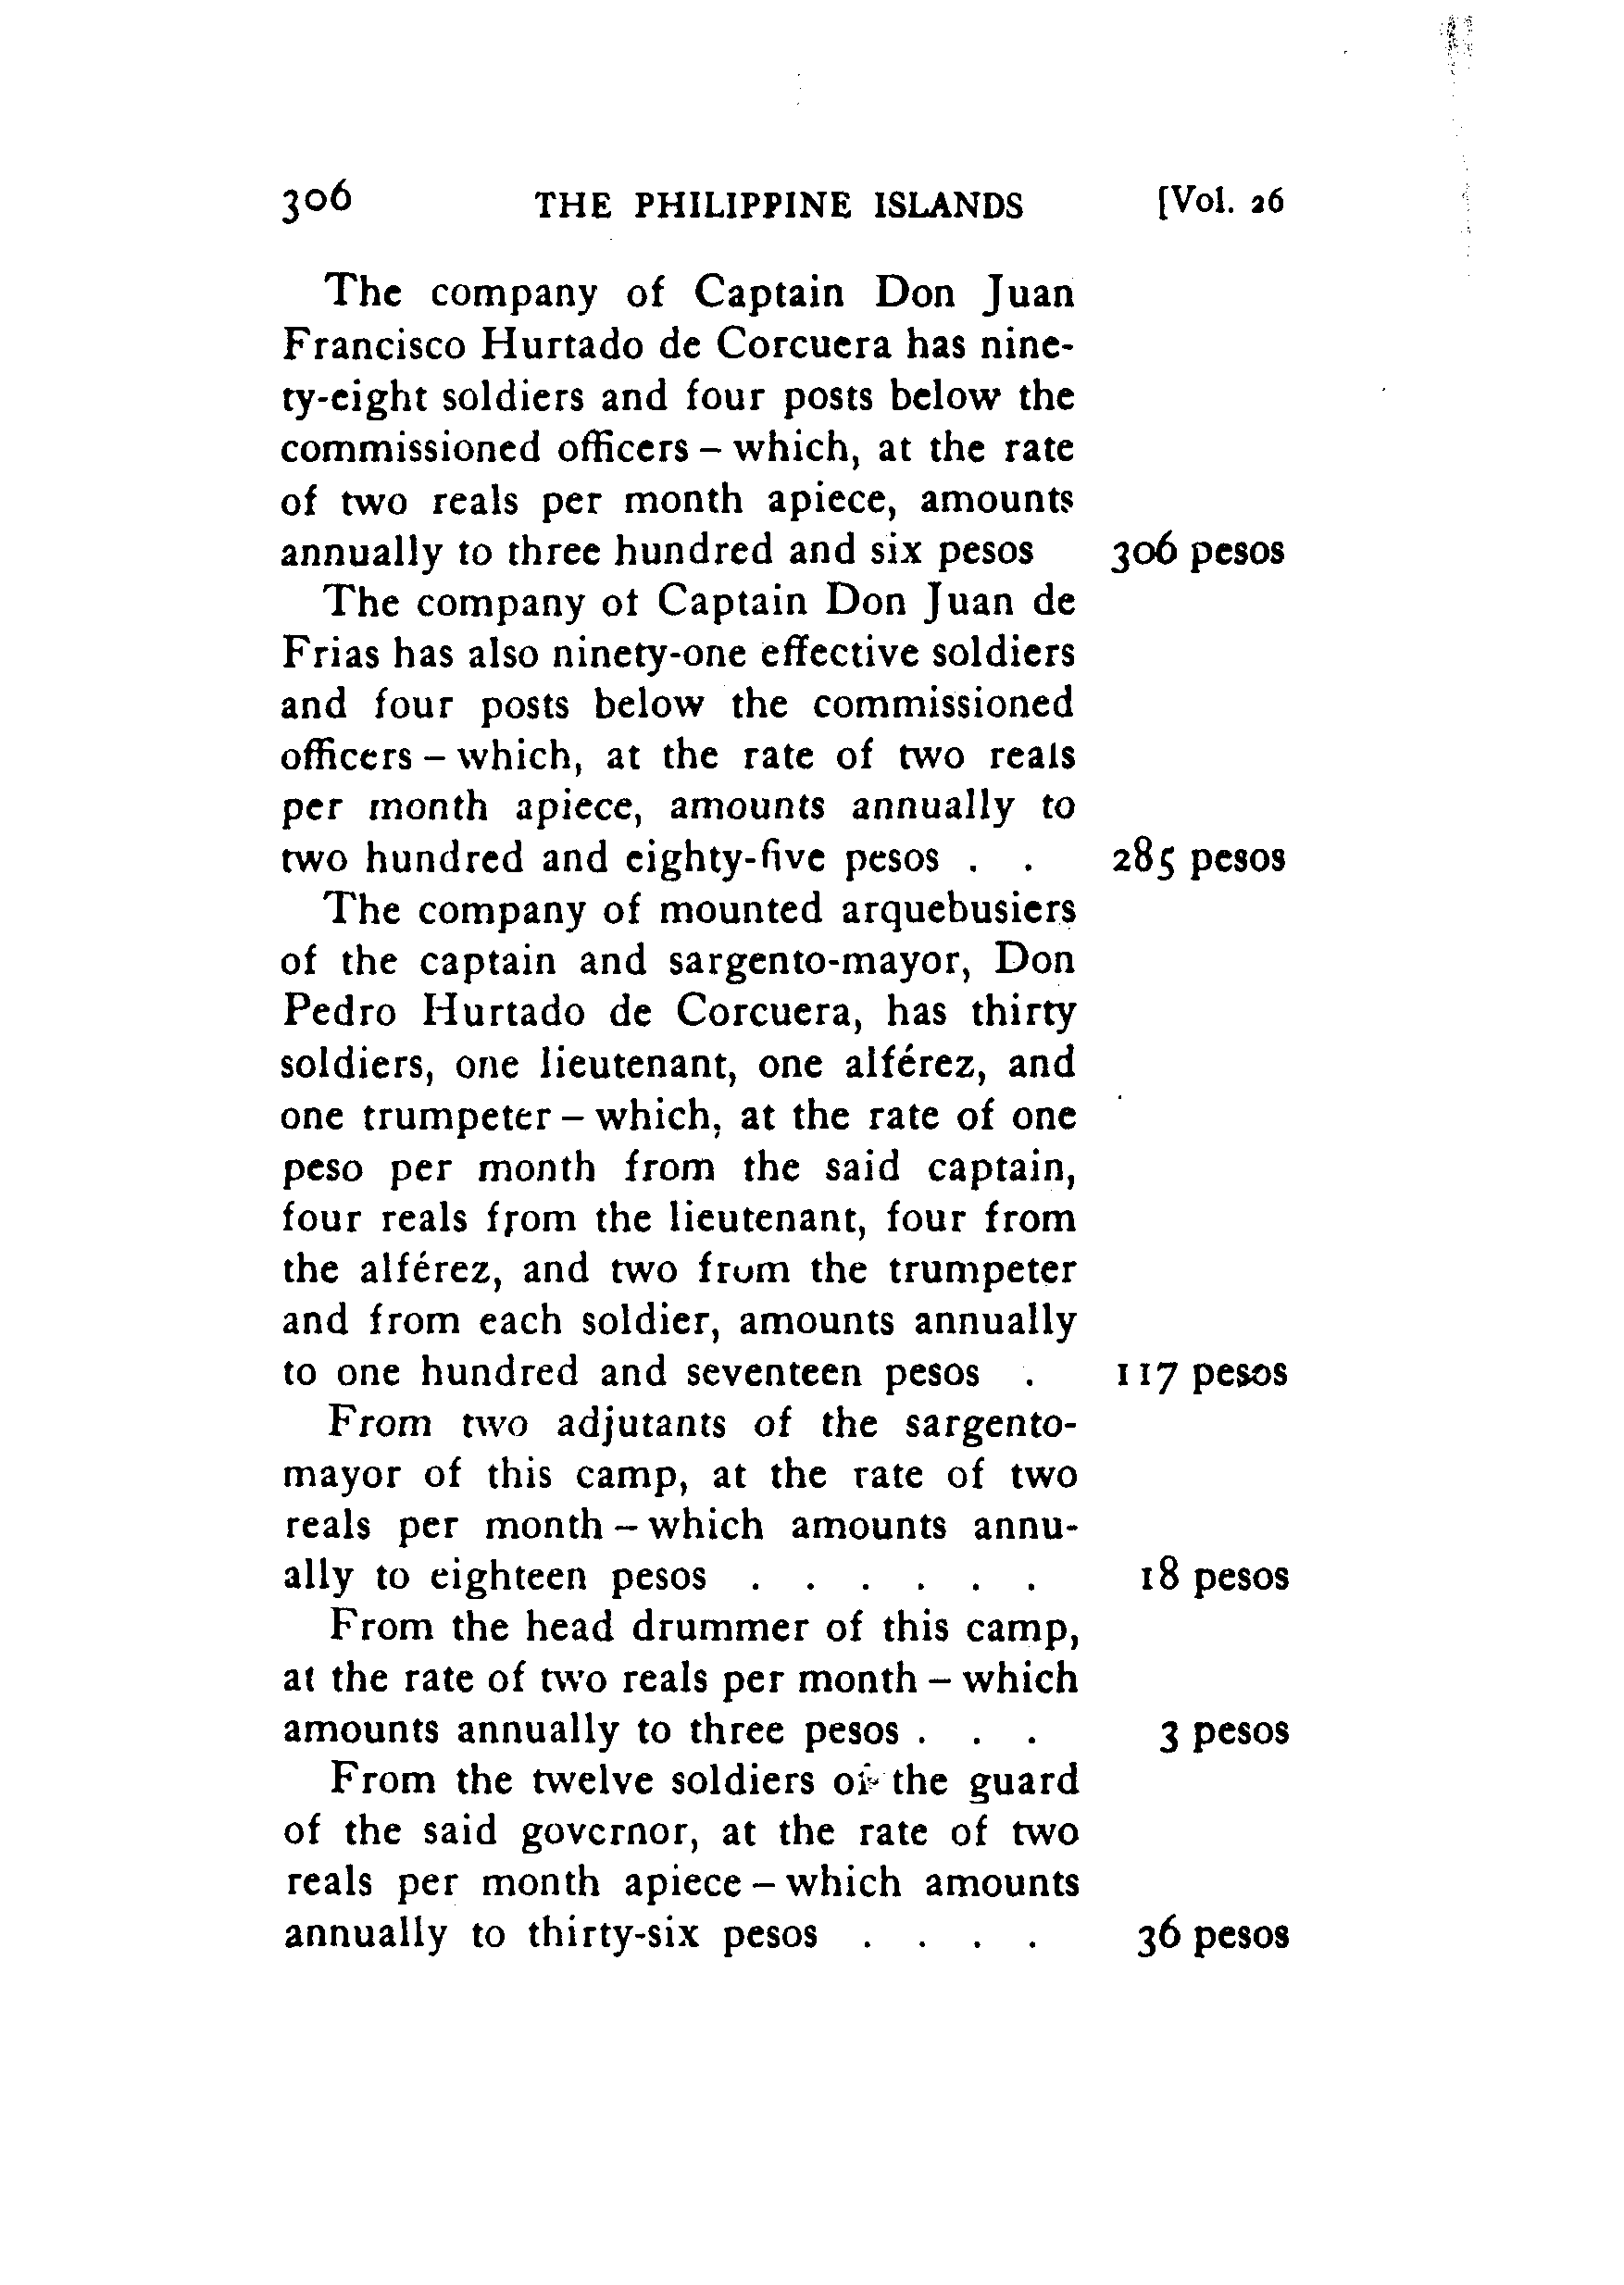 306 THE PHILIPPINE ISLANDS [Vol. 26
The company of Captain Don Juan
Francisco Hurtado de Corcuera has nine-
ty-eight soldiers and four posts below the
commissioned officers – which, at the rate
of two reals per month apiece, amounts
annually to three hundred and six pesos 306 pesos
The company of Captain Don Juan de
Frias has also ninety-one effective soldiers
and four posts below the commissioned
officers – which, at the rate of two reals
per month apiece, amounts annually to
two hundred and eighty-five pesos . . 285 pesos
The company of mounted arquebusiers
of the captain and sargento-mayor, Don
Pedro Hurtado de Corcuera, has thirty
soldiers, one lieutenant, one alférez, and
one trumpeter – which, at the rate of one
peso per month from the said captain,
four reals from the lieutenant, four from
the alférez, and two from the trumpeter
and from each soldier, amounts annually
to one hundred and seventeen pesos . 117 pesos
From two adjutants of the sargento-
mayor of this camp, at the rate of two
reals per month – which amounts annu-
ally to eighteen pesos . . . . . . 18 pesos
From the head drummer of this camp,
at the rate of two reals per month – which
amounts annually to three pesos . . . 3 pesos
From the twelve soldiers of the guard
of the said governor, at the rate of two
reals per month apiece – which amounts
annually to thirty-six pesos . . . . 36 pesos